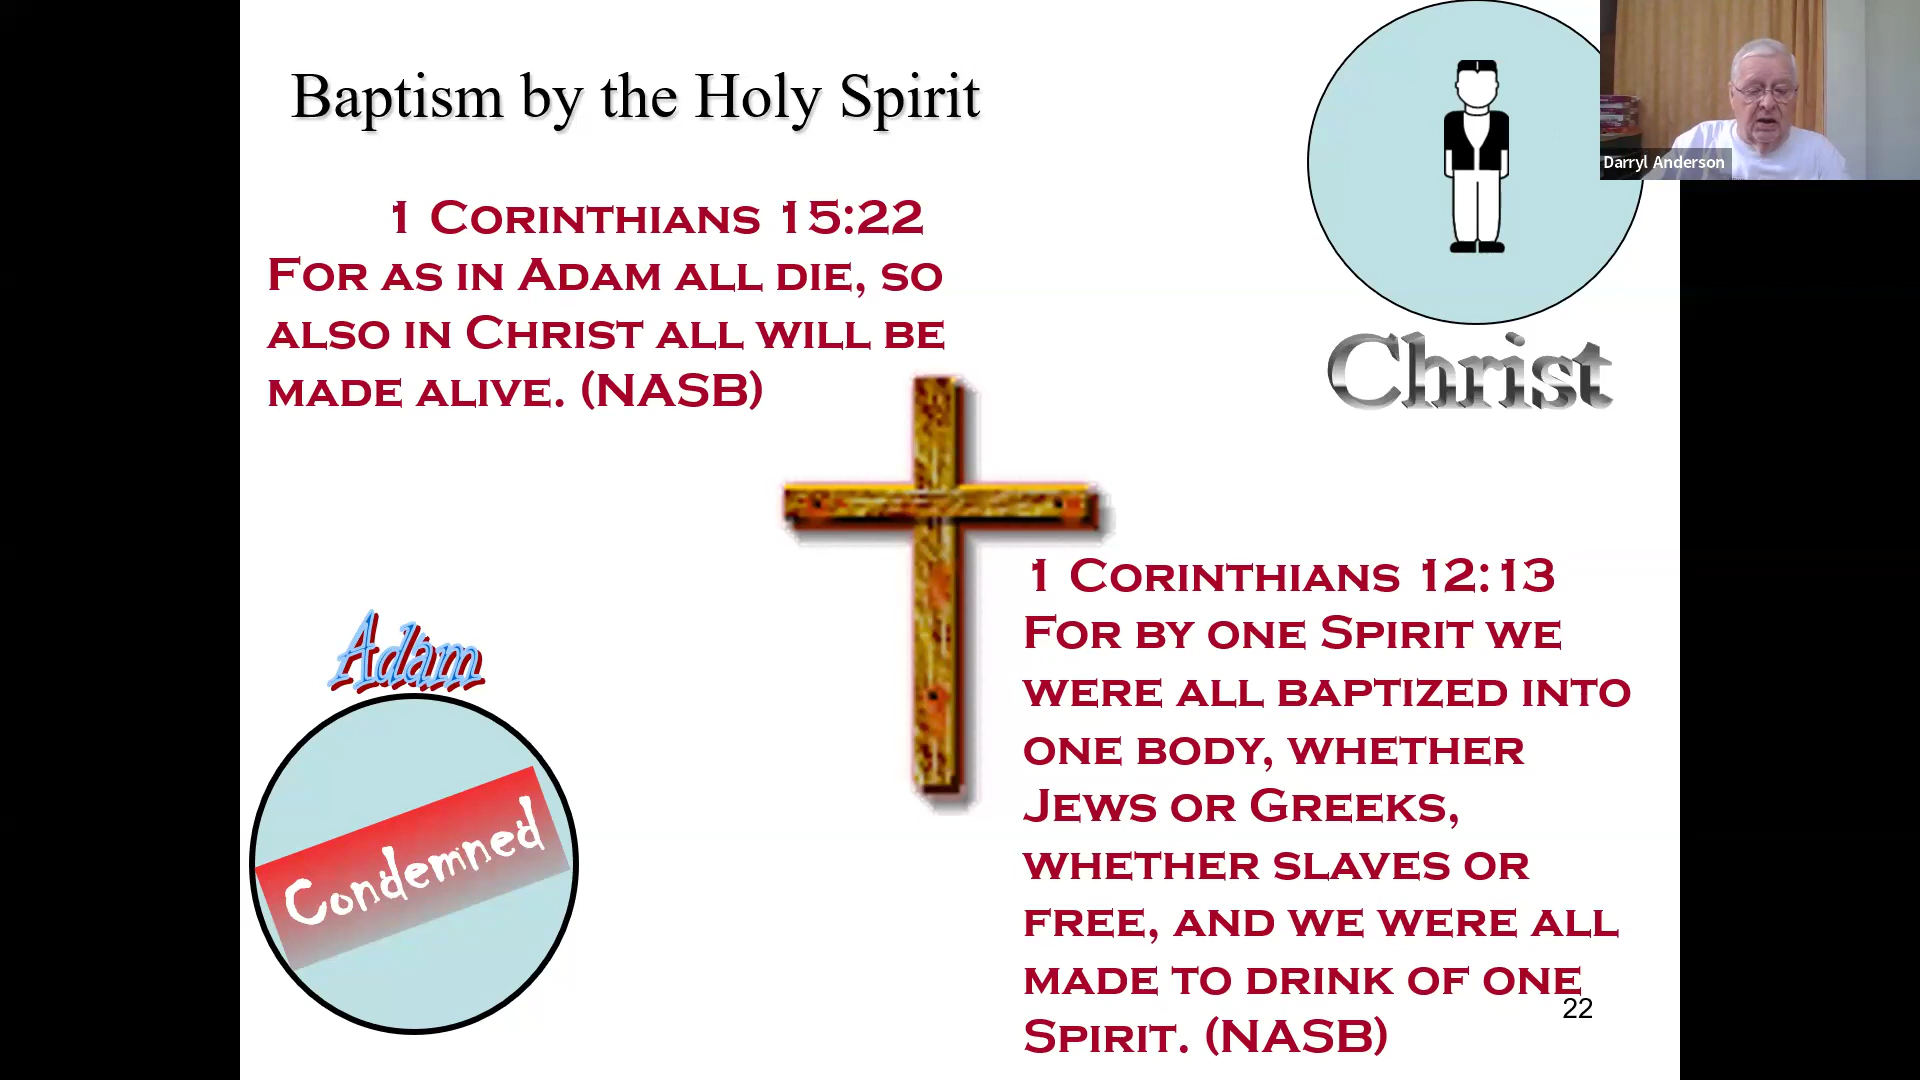 Baptism by the Holy Spirit
Darryl Anderson
1 Corinthians 15:22
For as in Adam all die, so
also in Christ all will be
made alive. (NASB)
Christ
1 Corinthians 12:13
For by one Spirit we
were all baptized into
one body, whether
Jews or Greeks,
whether slaves or
free, and we were all
made to drink of one
Spirit. (NASB)
Adam
Condemned
22